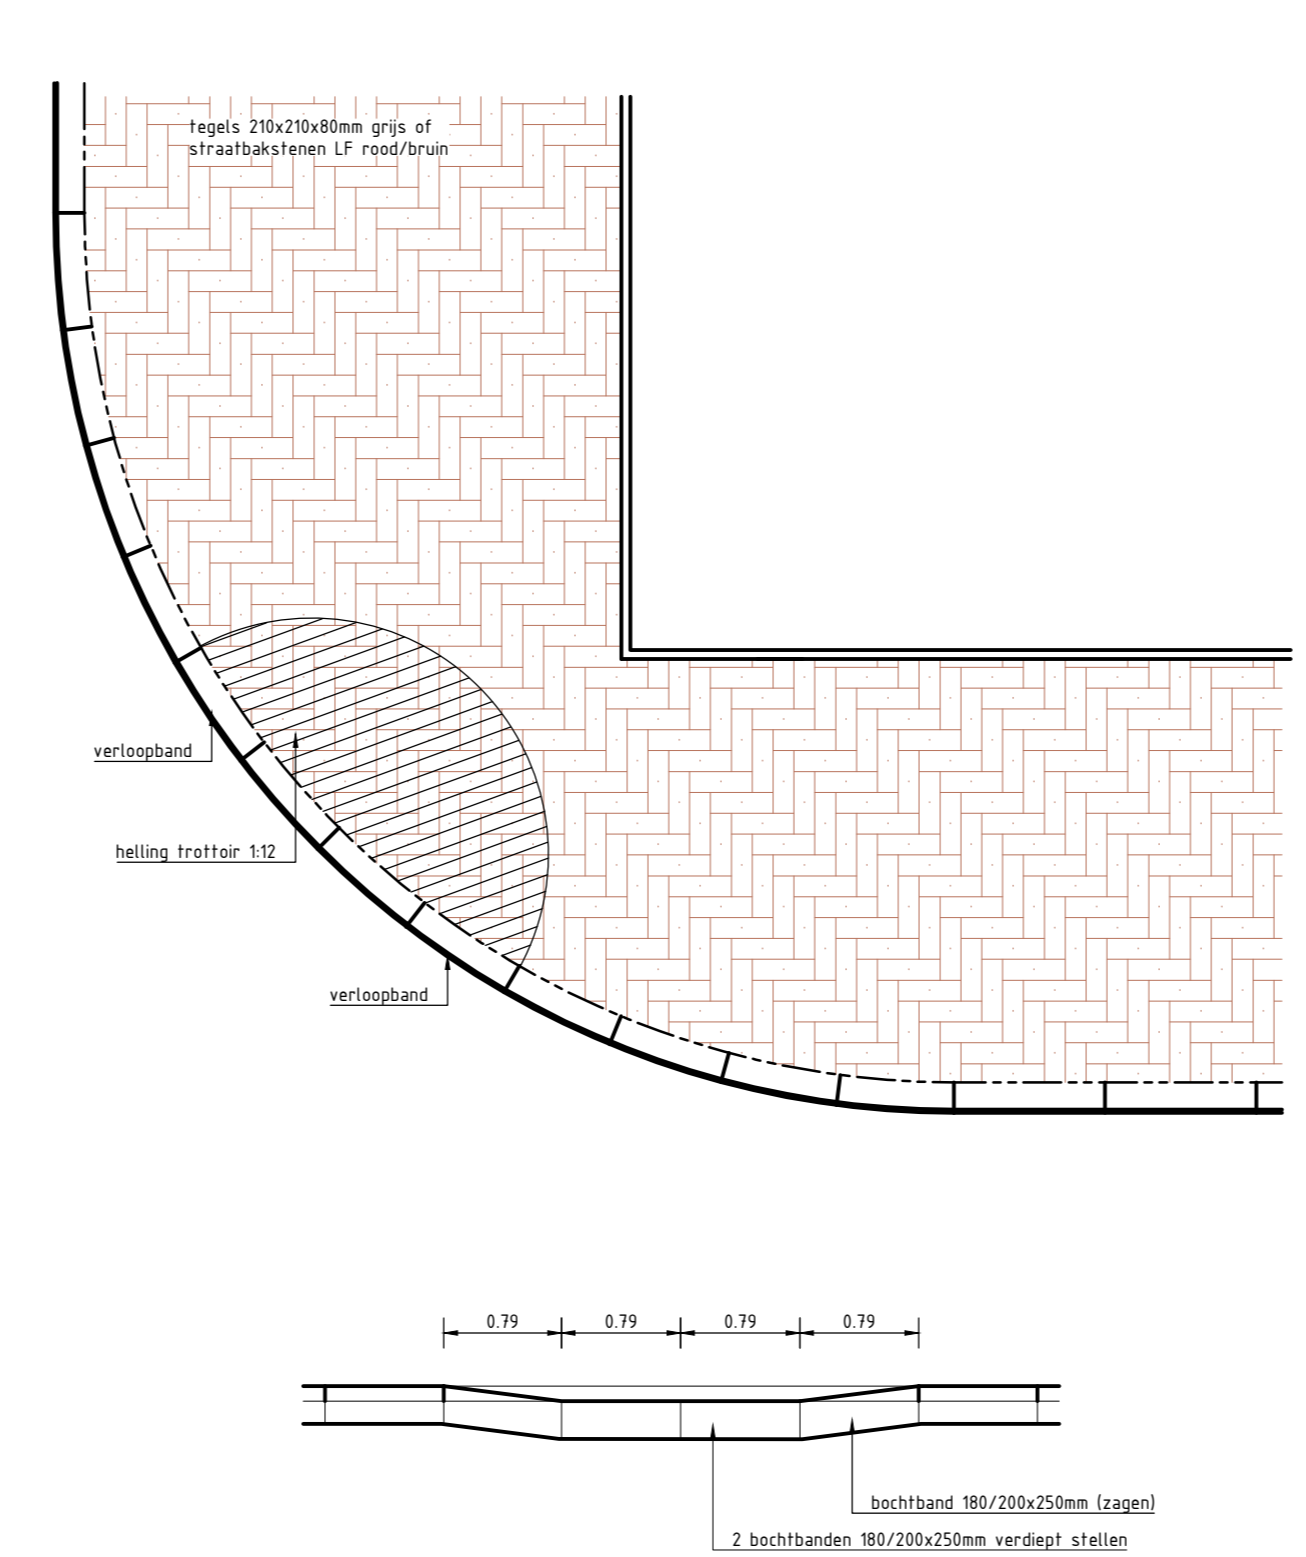 tegels 210x210x80mm grijs of
straatbakstenen LF rood/bruin
verloopband
helling trottoir 1:12
verloopband
0.79 0.79 0.79 0.79
bochtband 180/200x250mm (zagen)
2 bochtbanden 180/200x250mm verdiept stellen